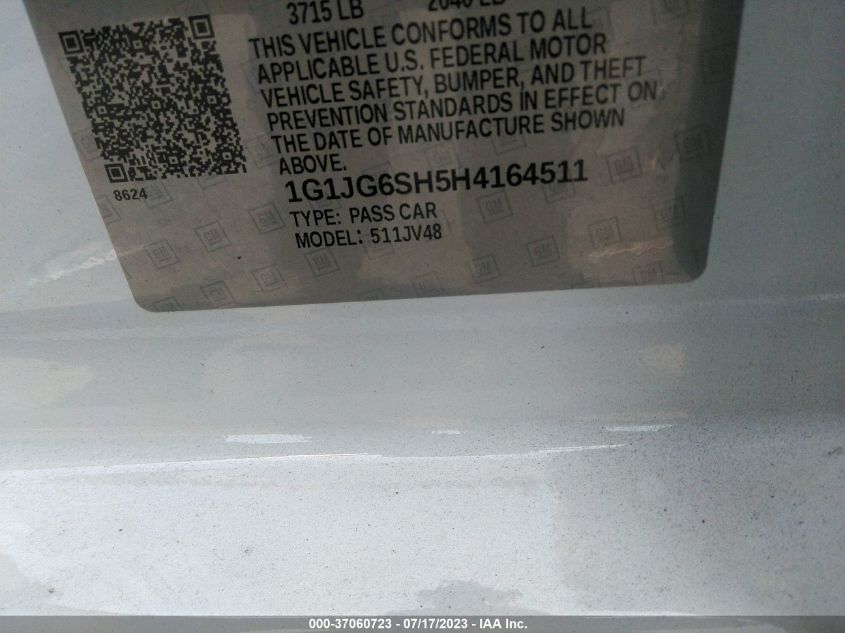 3715 LB 2040 LB
THIS VEHICLE CONFORMS TO ALL
APPLICABLE U.S. FEDERAL MOTOR
VEHICLE SAFETY, BUMPER, AND THEFT
PREVENTION STANDARDS IN EFFECT ON
THE DATE OF MANUFACTURE SHOWN
ABOVE.
8624
1G1JG6SH5H4164511
TYPE: PASS CAR
MODEL: 511JV48
000-37060723 - 07/17/2023 - IAA Inc.